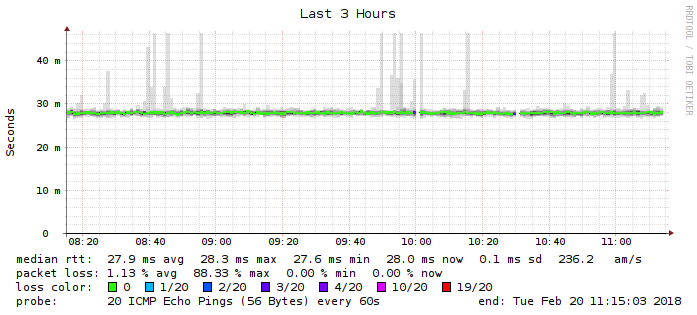 Last 3 Hours
RRDTOOL / TOBI OETIKER
Seconds
40 m
30 m
20 m
10 m
0
08:20 08:40 09:00 09:20 09:40 10:00 10:20 10:40 11:00
median rtt: 27.9 ms avg 28.3 ms max 27.6 ms min 28.0 ms now 0.1 ms sd 236.2 am/s
packet loss: 1.13 % avg 88.33 % max 0.00 % min 0.00 % now
loss color: 0 1/20 2/20 3/20 4/20 10/20 19/20
probe: 20 ICMP Echo Pings (56 Bytes) every 60s end: Tue Feb 20 11:15:03 2018